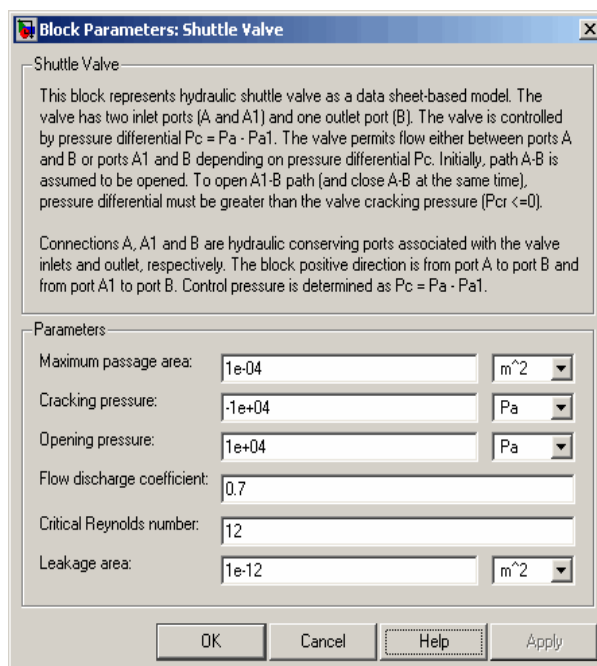 Block Parameters: Shuttle Valve
Shuttle Valve
This block represents hydraulic shuttle valve as a data sheet-based model. The
valve has two inlet ports (A and A1) and one outlet port (B). The valve is controlled
by pressure differential Pc = Pa - Pa1. The valve permits flow either between ports A
and B or ports A1 and B depending on pressure differential Pc. Initially, path A-B is
assumed to be opened. To open A1-B path (and close A-B at the same time),
pressure differential must be greater than the valve cracking pressure (Pcr <=0).
Connections A, A1 and B are hydraulic conserving ports associated with the valve
inlets and outlet, respectively. The block positive direction is from port A to port B and
from port A1 to port B. Control pressure is determined as Pc = Pa - Pa1.
Parameters
Maximum passage area: 1e-04 m^2
Cracking pressure: -1e+04 Pa
Opening pressure: 1e+04 Pa
Flow discharge coefficient: 0.7
Critical Reynolds number: 12
Leakage area: 1e-12 m^2
OK Cancel Help Apply